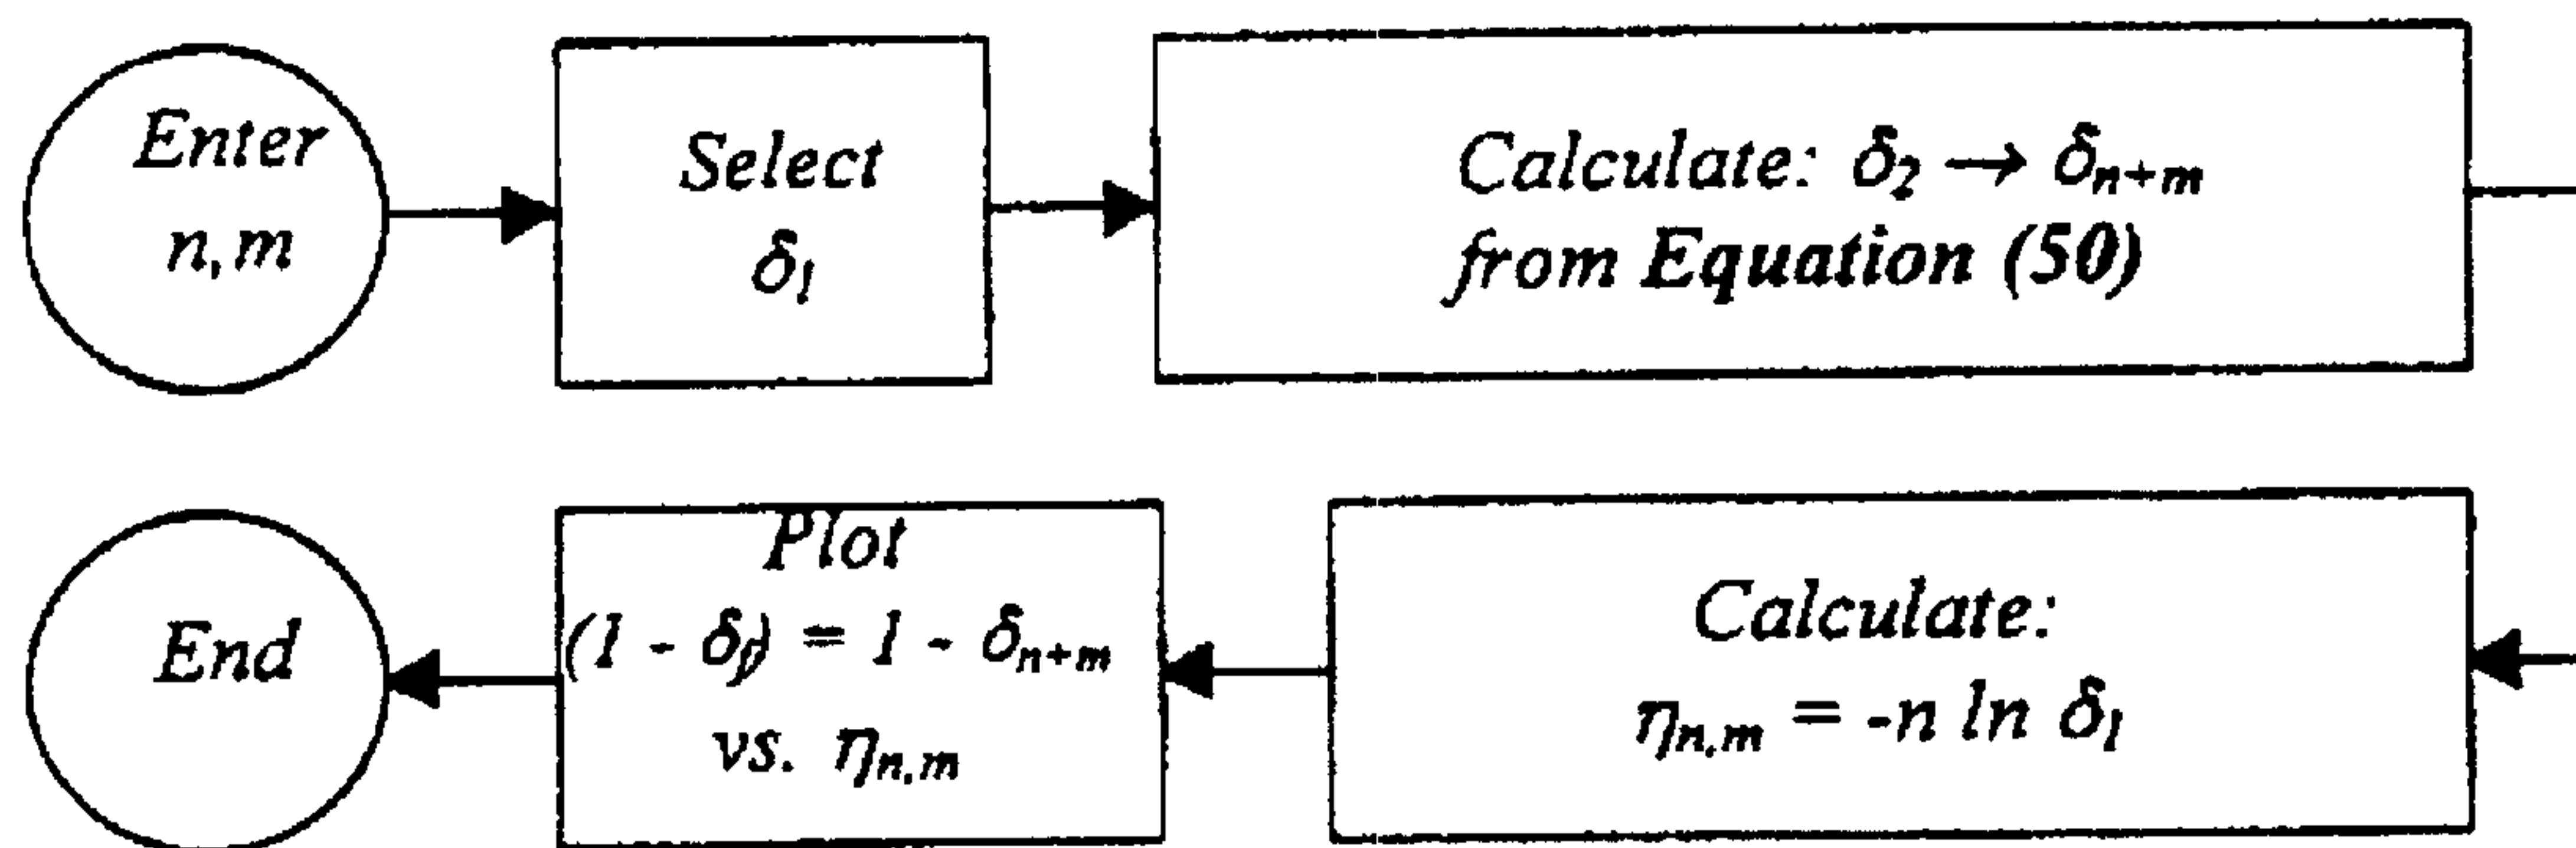 Enter
n,m
Select
δ₁
Calculate: δ₂ → δₙ₊ₘ
from Equation (50)
Plot
(1 - δ_f) = 1 - δₙ₊ₘ
vs. ηₙ,ₘ
Calculate:
ηₙ,ₘ = -n ln δ₁
End